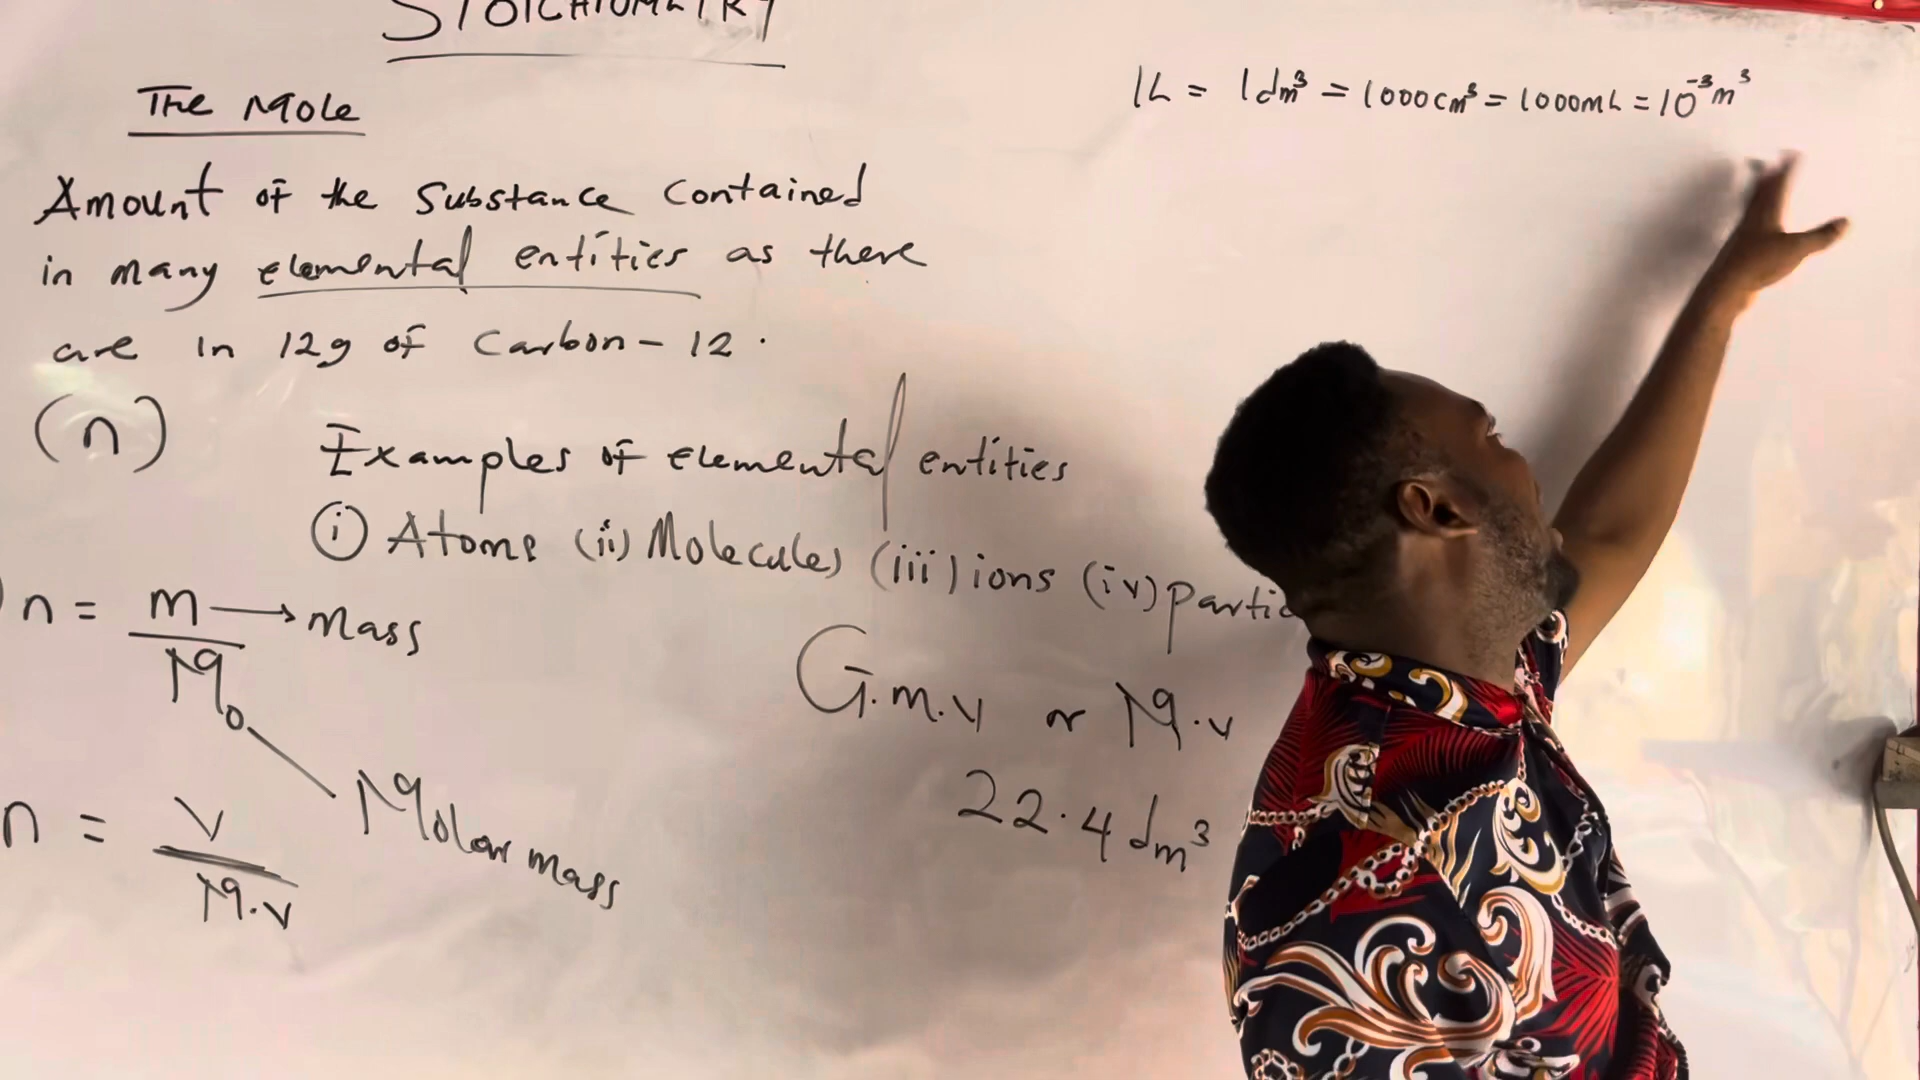 STOICHIOMETRY
The Mole
Amount of the Substance Contained
in many elemental entities as there
are in 12g of Carbon-12.
(n)
Examples of elemental entities
(i) Atoms (ii) Molecules (iii) ions (iv) partic
n = m → mass
Mo
Molar mass
n = V
M.v
G.m.v or M.v
22.4 dm³
1L = 1dm³ = 1000cm³ = 1000mL = 10⁻³m³